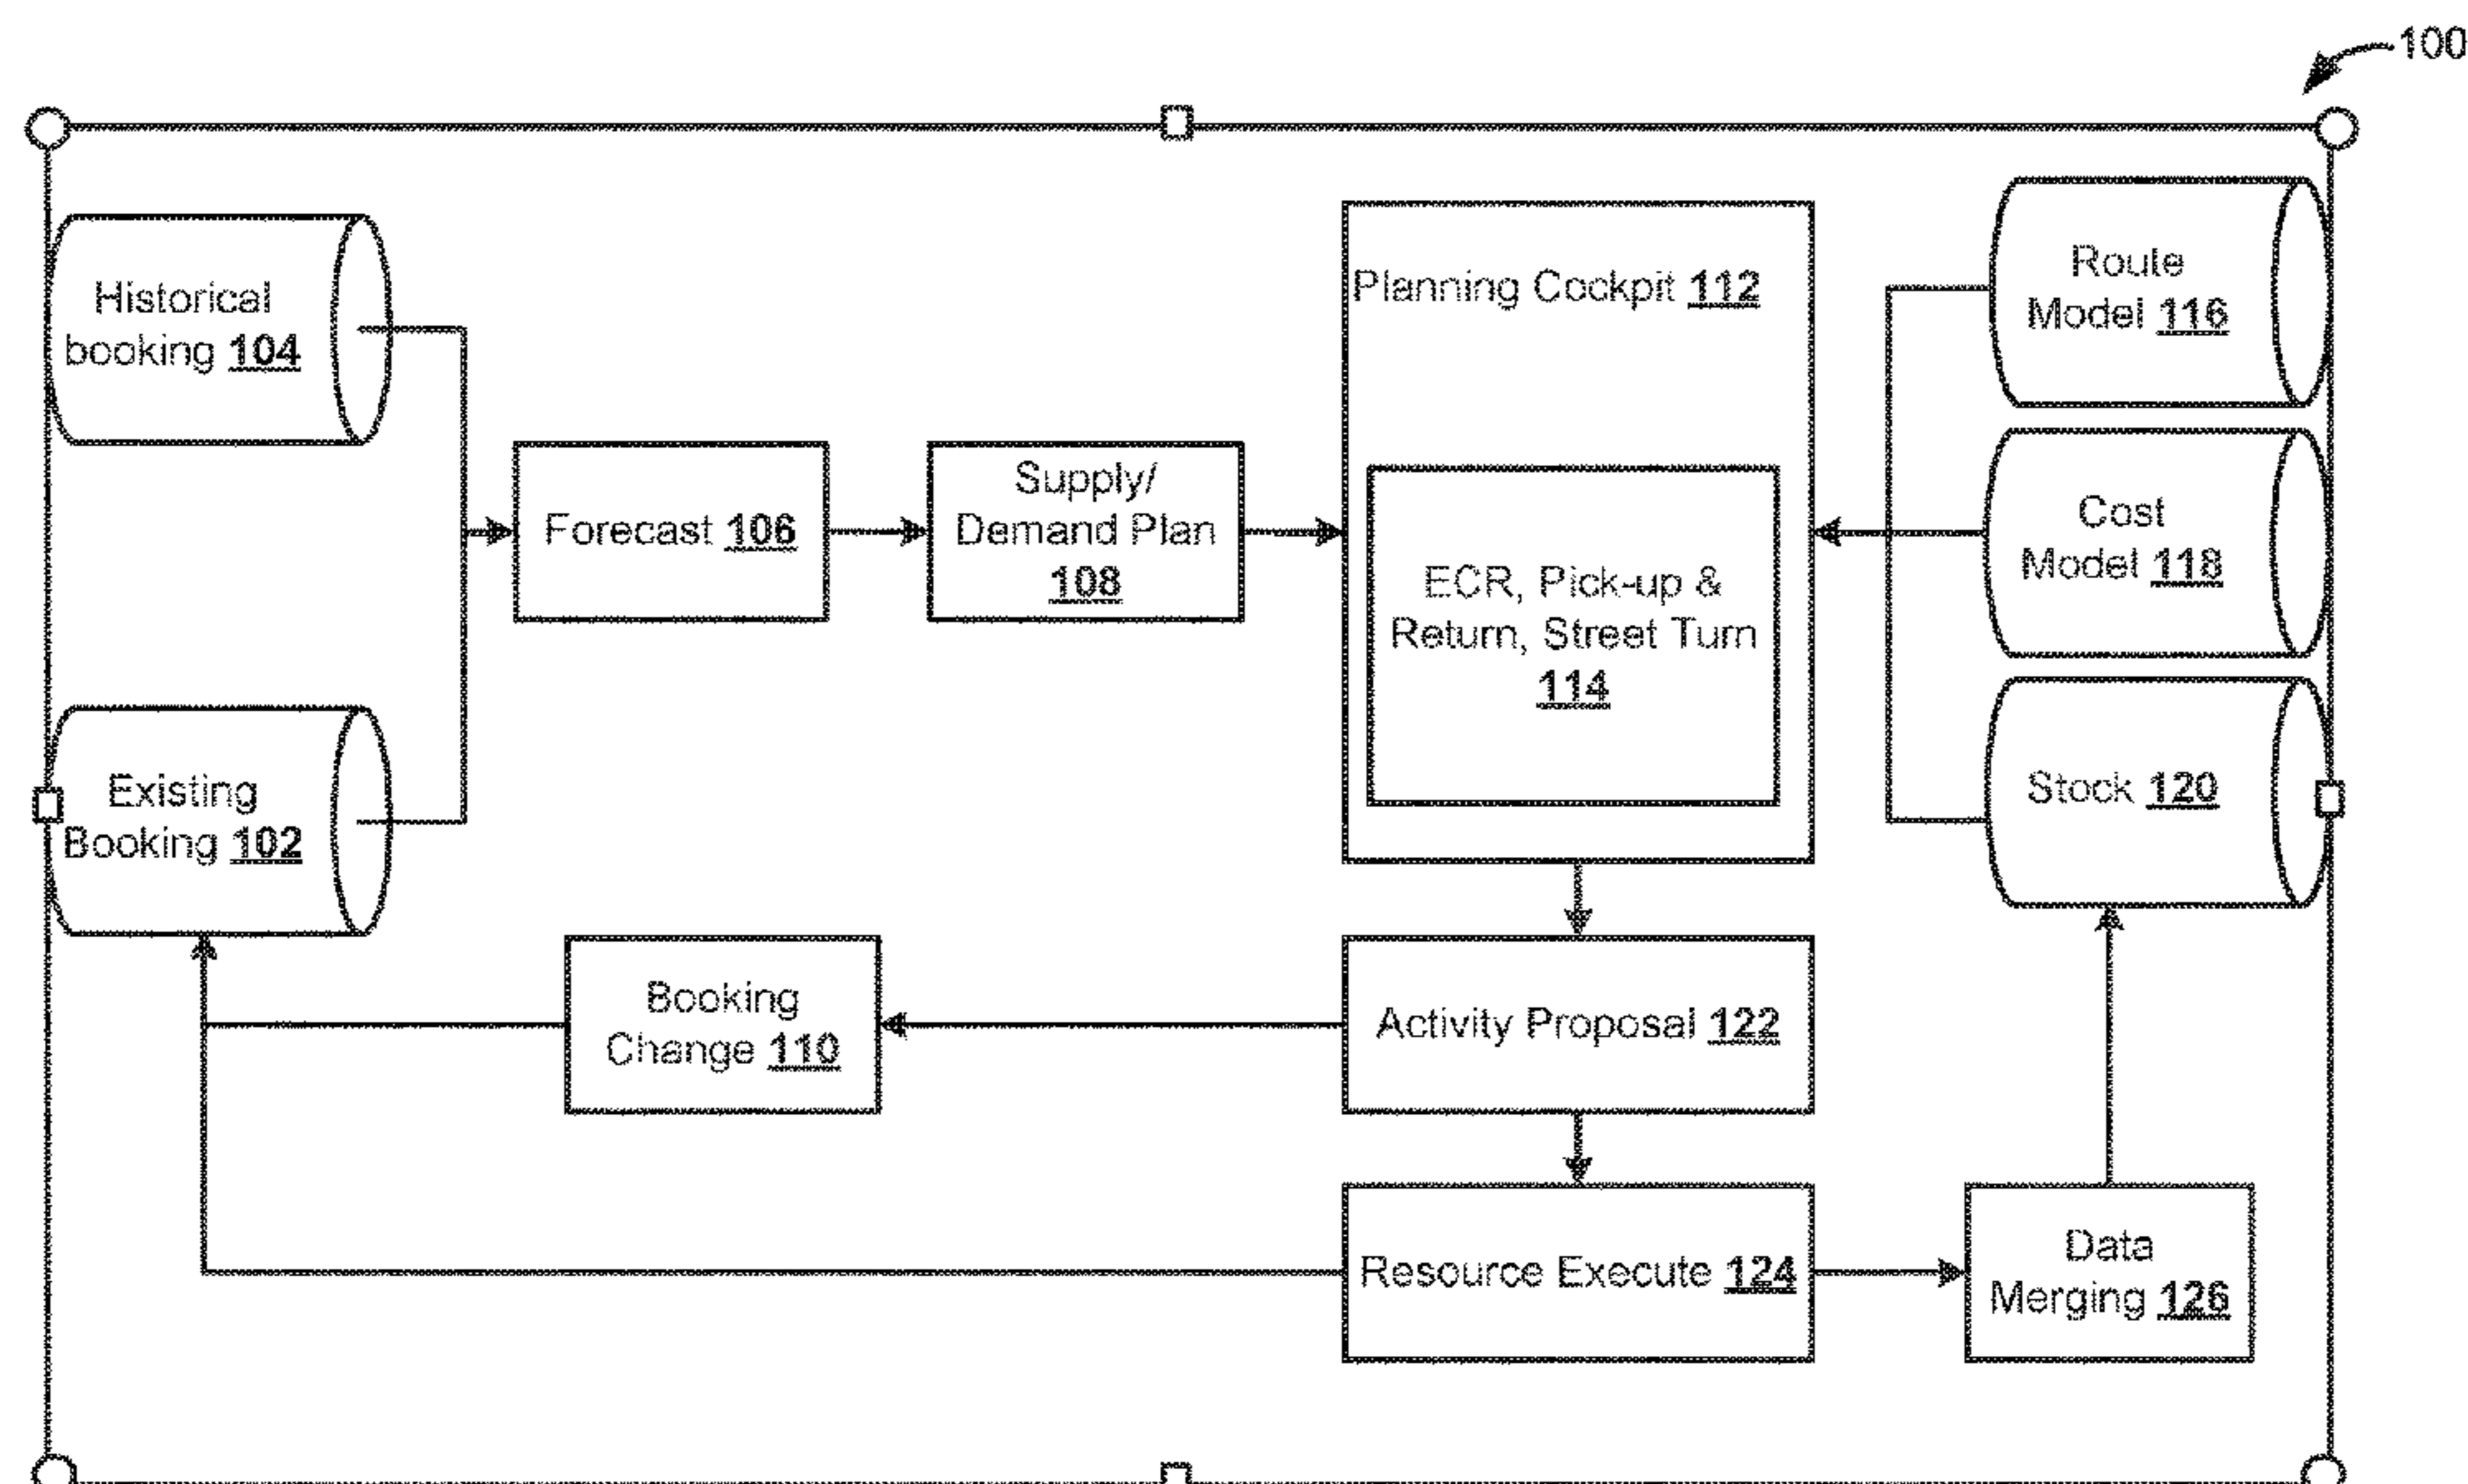 100
Historical
booking 104
Existing
Booking 102
Forecast 106
Supply/
Demand Plan
108
Planning Cockpit 112
ECR, Pick-up &
Return, Street Turn
114
Route
Model 116
Cost
Model 118
Stock 120
Booking
Change 110
Activity Proposal 122
Resource Execute 124
Data
Merging 126